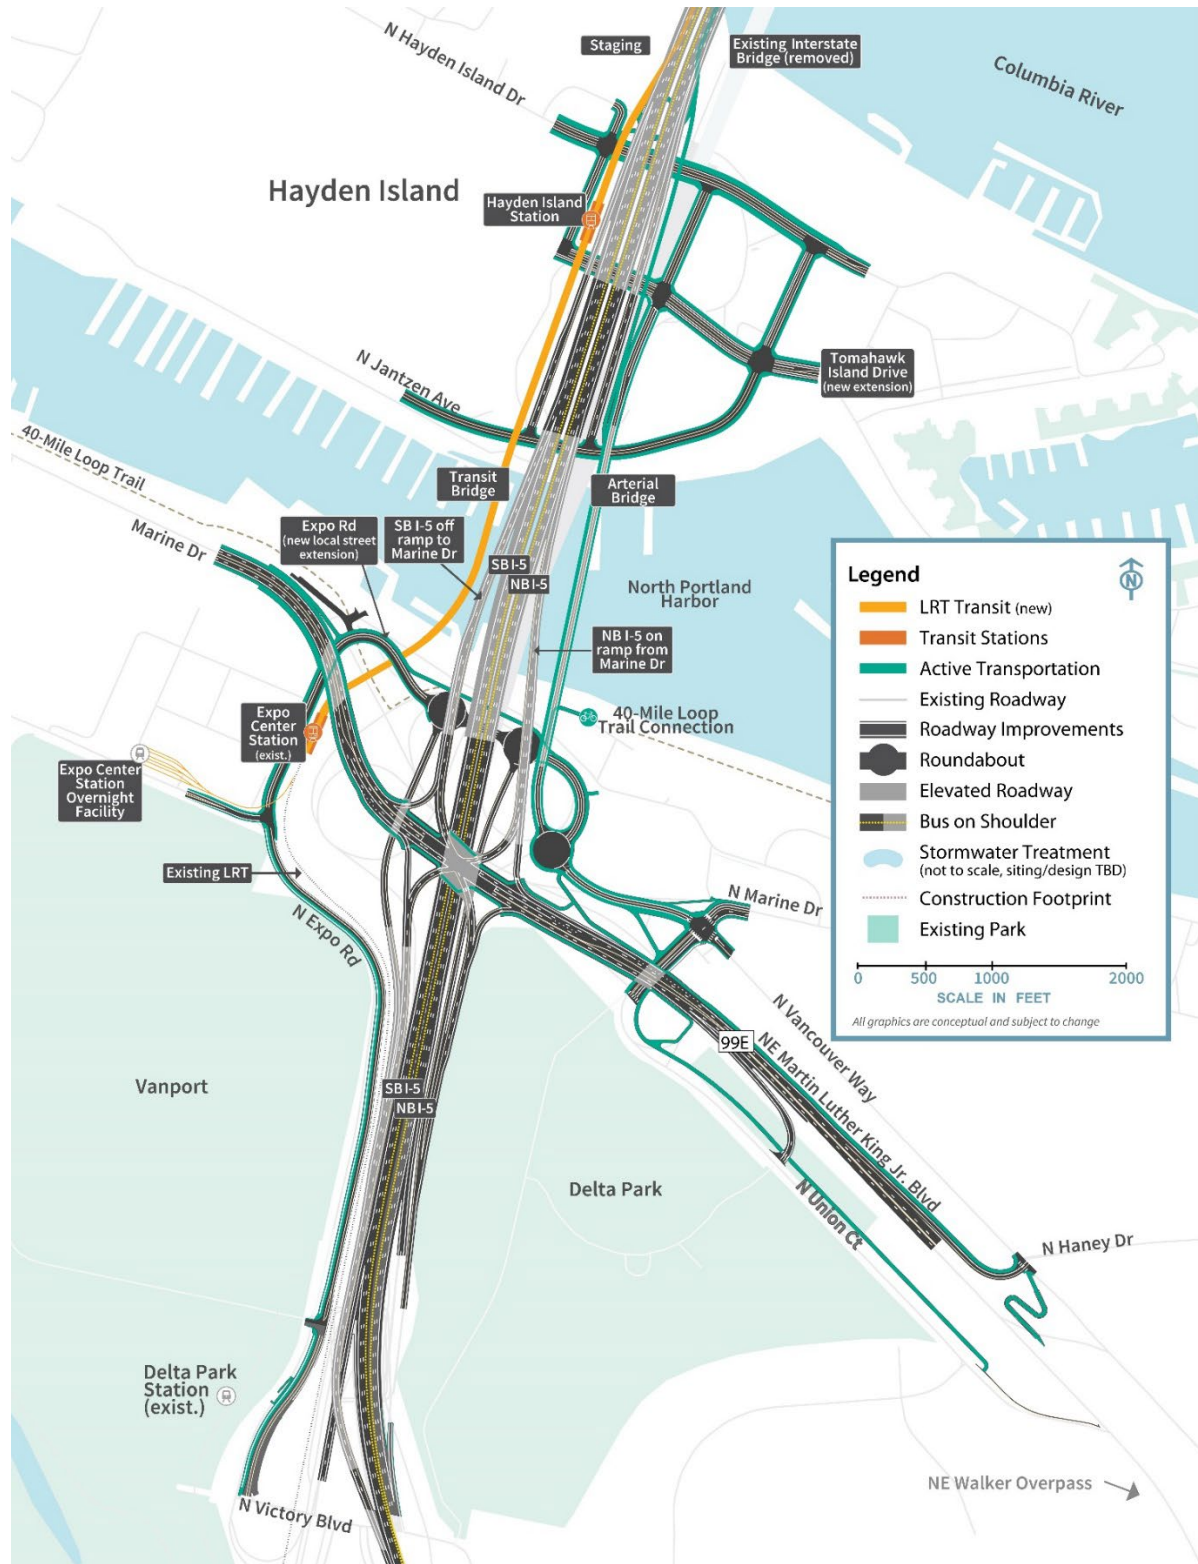 N Hayden Island Dr
Staging
Existing Interstate
Bridge (removed)
Columbia River
Hayden Island
Hayden Island
Station
N Jantzen Ave
Tomahawk
Island Drive
(new extension)
40-Mile Loop
Trail
Transit
Bridge
Arterial
Bridge
Marine Dr
Expo Rd
(new local street
extension)
SB I-5 off
ramp to
Marine Dr
SB I-5
NB I-5
North Portland
Harbor
NB I-5 on
ramp from
Marine Dr
Expo
Center
Station
(exist.)
40-Mile Loop
Trail Connection
Expo Center
Station
Overnight
Facility
Existing LRT
N Expo Rd
N Marine Dr
N Vancouver Way
99E
NE Martin Luther King Jr. Blvd
Vanport
SB I-5
NB I-5
Delta Park
N Union Ct
N Haney Dr
Delta Park
Station
(exist.)
N Victory Blvd
NE Walker Overpass
Legend
N
LRT Transit (new)
Transit Stations
Active Transportation
Existing Roadway
Roadway Improvements
Roundabout
Elevated Roadway
Bus on Shoulder
Stormwater Treatment
(not to scale, siting/design TBD)
Construction Footprint
Existing Park
0 500 1000 2000
SCALE IN FEET
All graphics are conceptual and subject to change